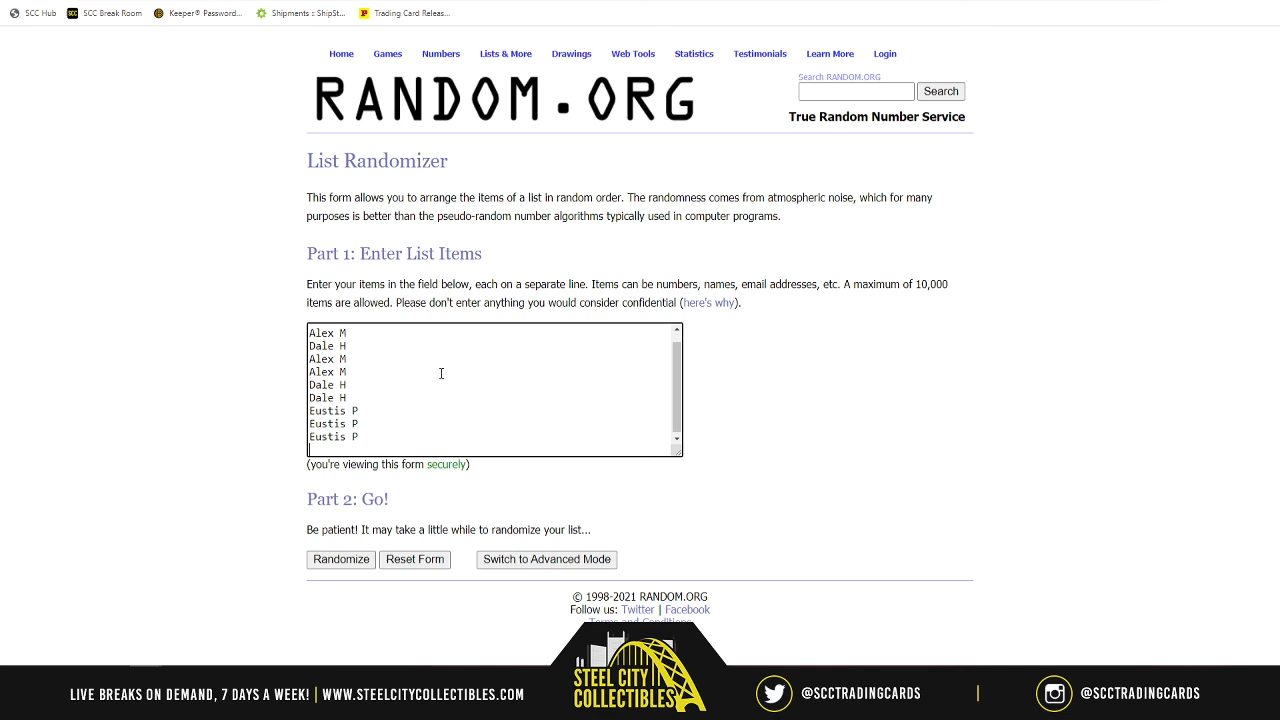 SCC Hub SCC Break Room Keeper® Password... Shipments :: ShipSt... Trading Card Releas...
Home Games Numbers Lists & More Drawings Web Tools Statistics Testimonials Learn More Login
RANDOM.ORG
Search RANDOM.ORG
Search
True Random Number Service
List Randomizer
This form allows you to arrange the items of a list in random order. The randomness comes from atmospheric noise, which for many
purposes is better than the pseudo-random number algorithms typically used in computer programs.
Part 1: Enter List Items
Enter your items in the field below, each on a separate line. Items can be numbers, names, email addresses, etc. A maximum of 10,000
items are allowed. Please don't enter anything you would consider confidential (here's why).
Alex M
Dale H
Alex M
Alex M
Dale H
Dale H
Eustis P
Eustis P
Eustis P
(you're viewing this form securely)
Part 2: Go!
Be patient! It may take a little while to randomize your list...
Randomize Reset Form Switch to Advanced Mode
© 1998-2021 RANDOM.ORG
Follow us: Twitter | Facebook
Terms and Conditions
STEEL CITY
COLLECTIBLES
LIVE BREAKS ON DEMAND, 7 DAYS A WEEK! | WWW.STEELCITYCOLLECTIBLES.COM
@SCCTRADINGCARDS | @SCCTRADINGCARDS